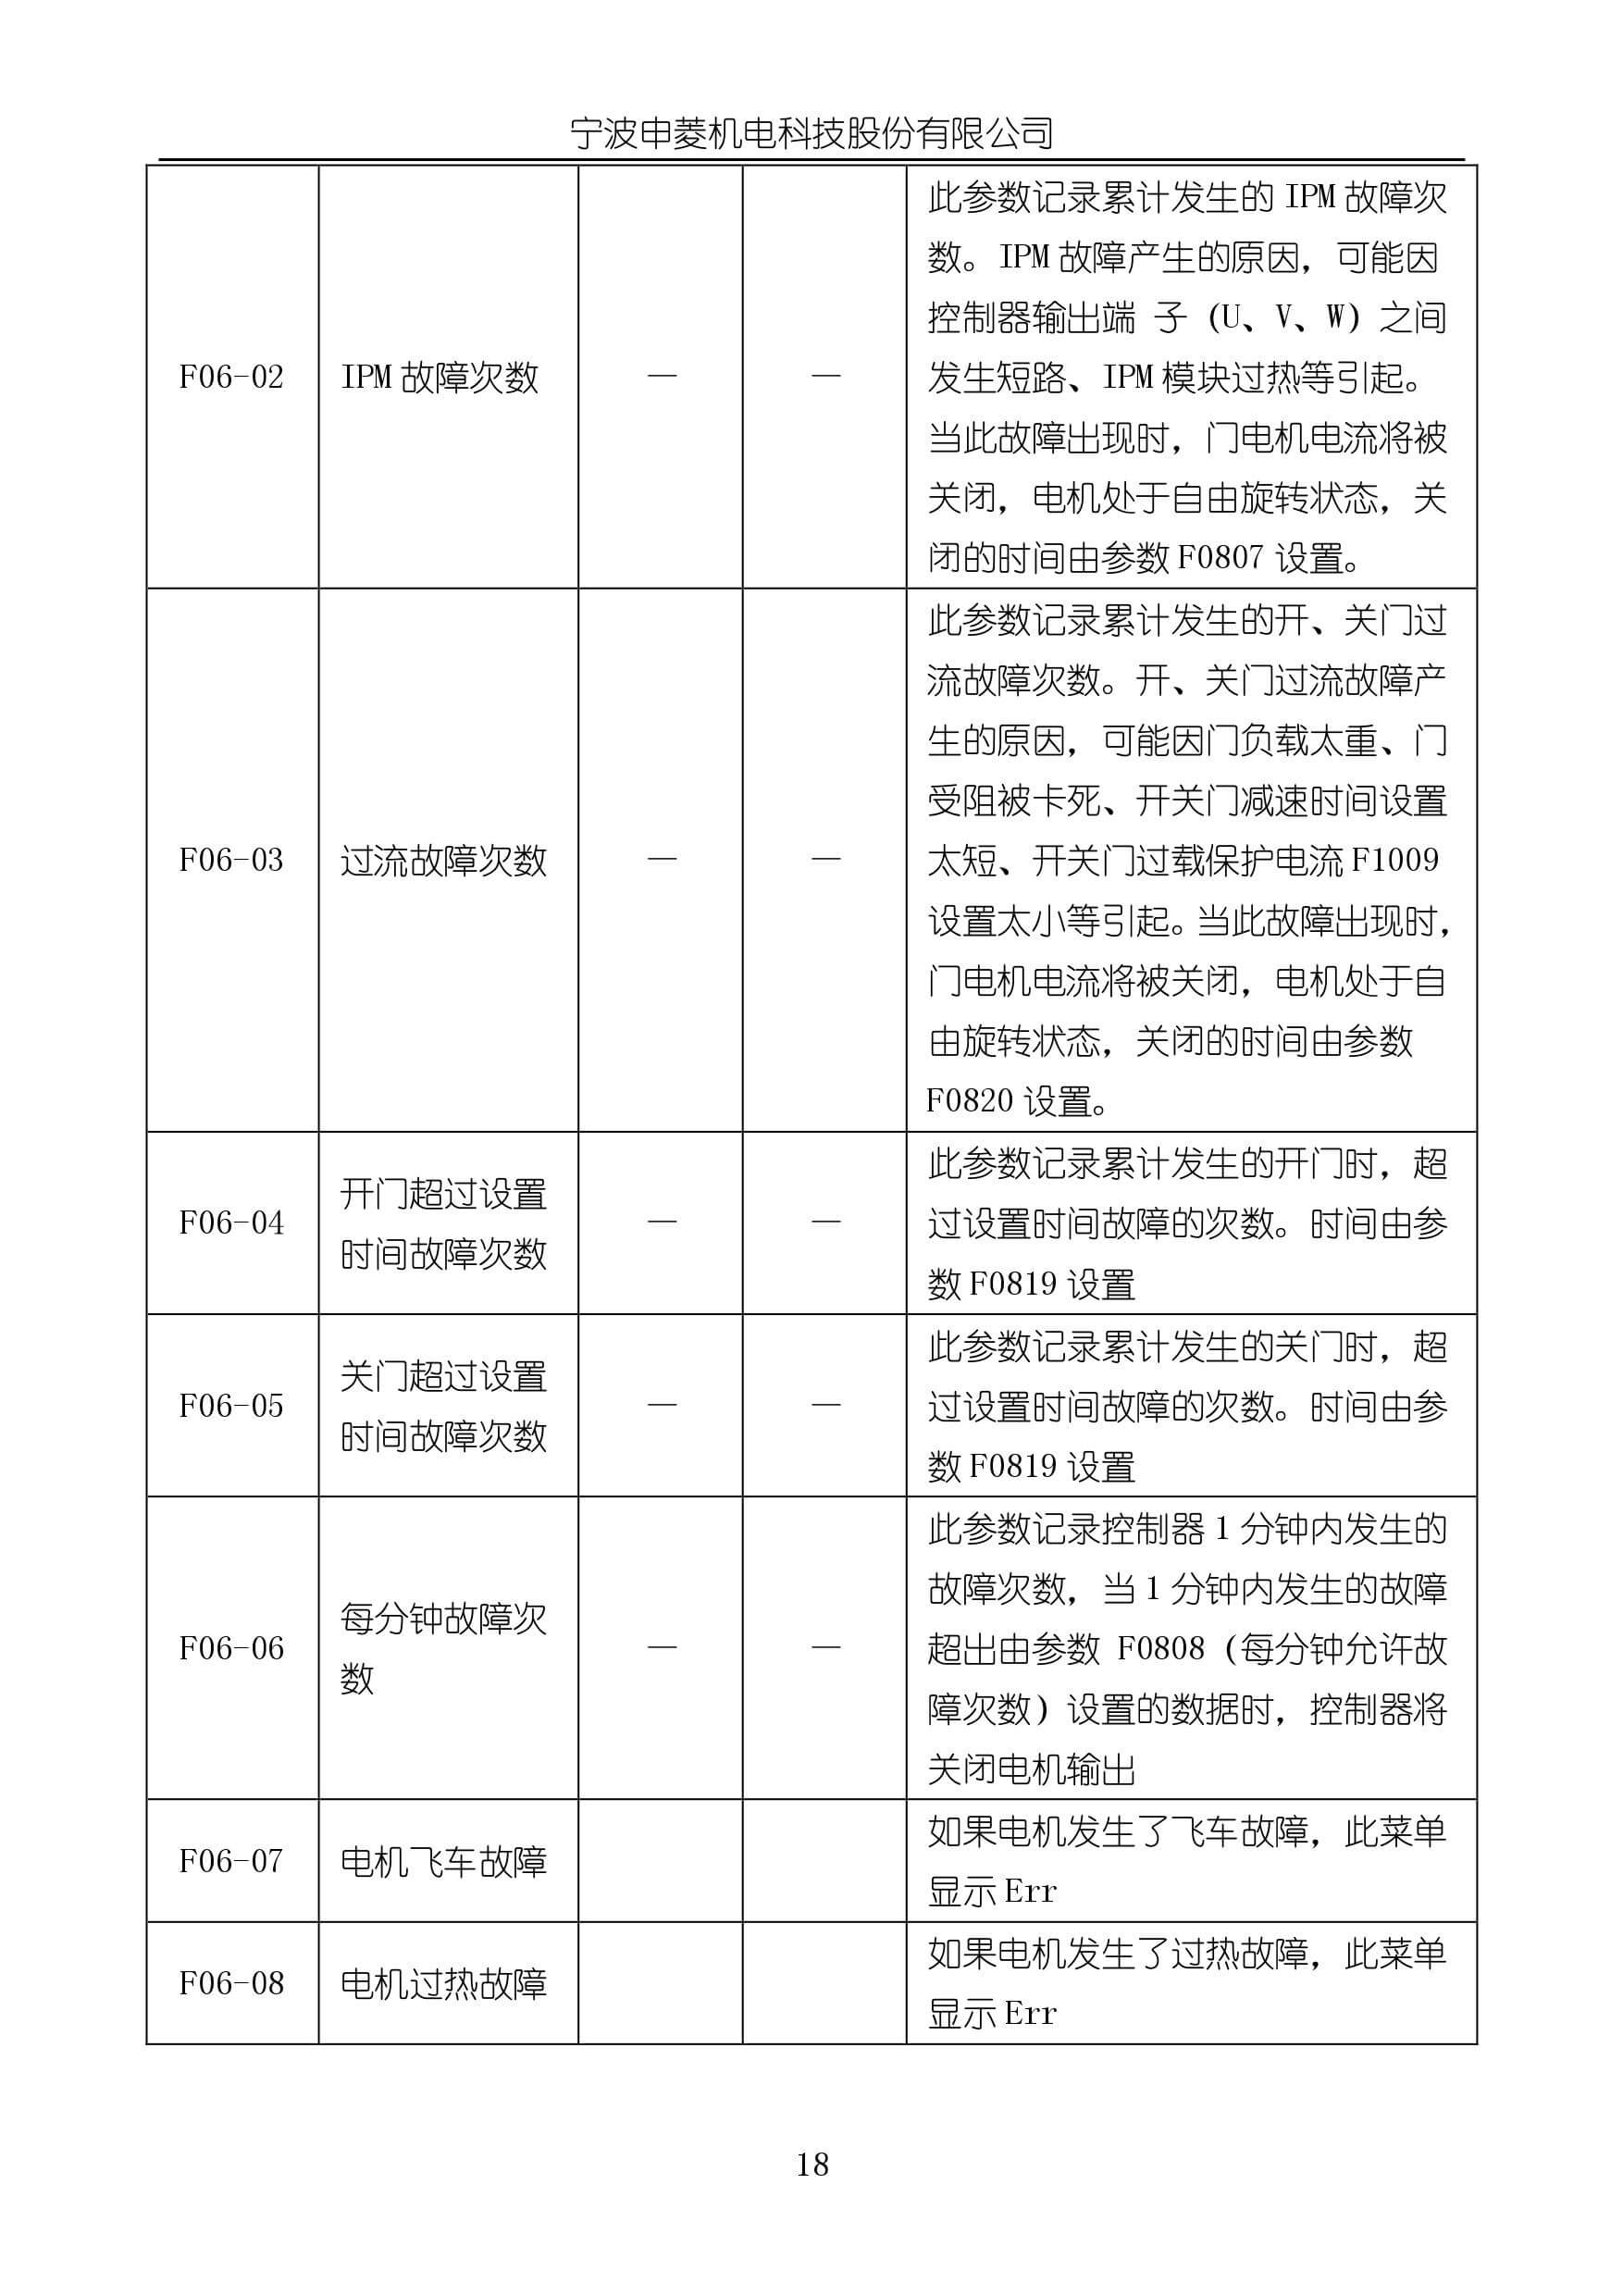 宁波申菱机电科技股份有限公司
F06-02
IPM 故障次数
—
—
此参数记录累计发生的 IPM 故障次
数。IPM 故障产生的原因，可能因
控制器输出端 子（U、V、W）之间
发生短路、IPM 模块过热等引起。
当此故障出现时，门电机电流将被
关闭，电机处于自由旋转状态，关
闭的时间由参数 F0807 设置。
F06-03
过流故障次数
—
—
此参数记录累计发生的开、关门过
流故障次数。开、关门过流故障产
生的原因，可能因门负载太重、门
受阻被卡死、开关门减速时间设置
太短、开关门过载保护电流 F1009
设置太小等引起。当此故障出现时，
门电机电流将被关闭，电机处于自
由旋转状态，关闭的时间由参数
F0820 设置。
F06-04
开门超过设置
时间故障次数
—
—
此参数记录累计发生的开门时，超
过设置时间故障的次数。时间由参
数 F0819 设置
F06-05
关门超过设置
时间故障次数
—
—
此参数记录累计发生的关门时，超
过设置时间故障的次数。时间由参
数 F0819 设置
F06-06
每分钟故障次
数
—
—
此参数记录控制器 1 分钟内发生的
故障次数，当 1 分钟内发生的故障
超出由参数 F0808（每分钟允许故
障次数）设置的数据时，控制器将
关闭电机输出
F06-07
电机飞车故障
如果电机发生了飞车故障，此菜单
显示 Err
F06-08
电机过热故障
如果电机发生了过热故障，此菜单
显示 Err
18